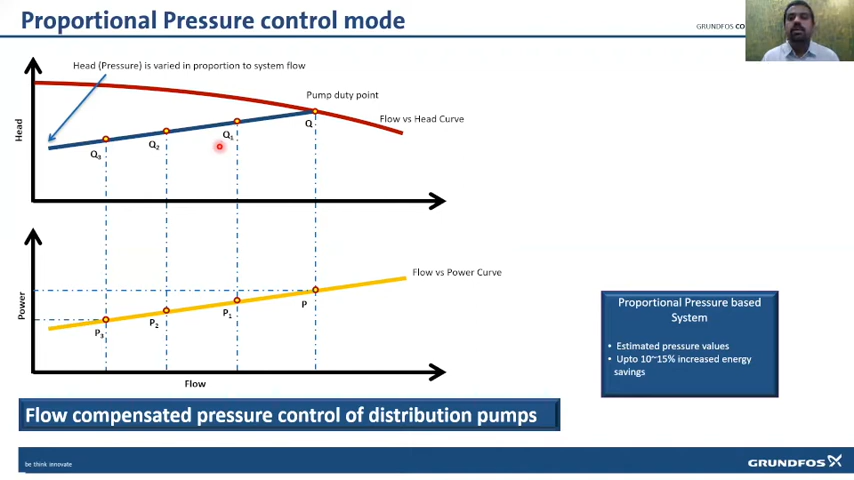 Proportional Pressure control mode
GRUNDFOS CO
Head (Pressure) is varied in proportion to system flow
Pump duty point
Flow vs Head Curve
Head
Q3
Q2
Q1
Q
Flow vs Power Curve
Power
P3
P2
P1
P
Flow
Proportional Pressure based
System
• Estimated pressure values
• Upto 10~15% increased energy
savings
Flow compensated pressure control of distribution pumps
be think innovate
GRUNDFOS